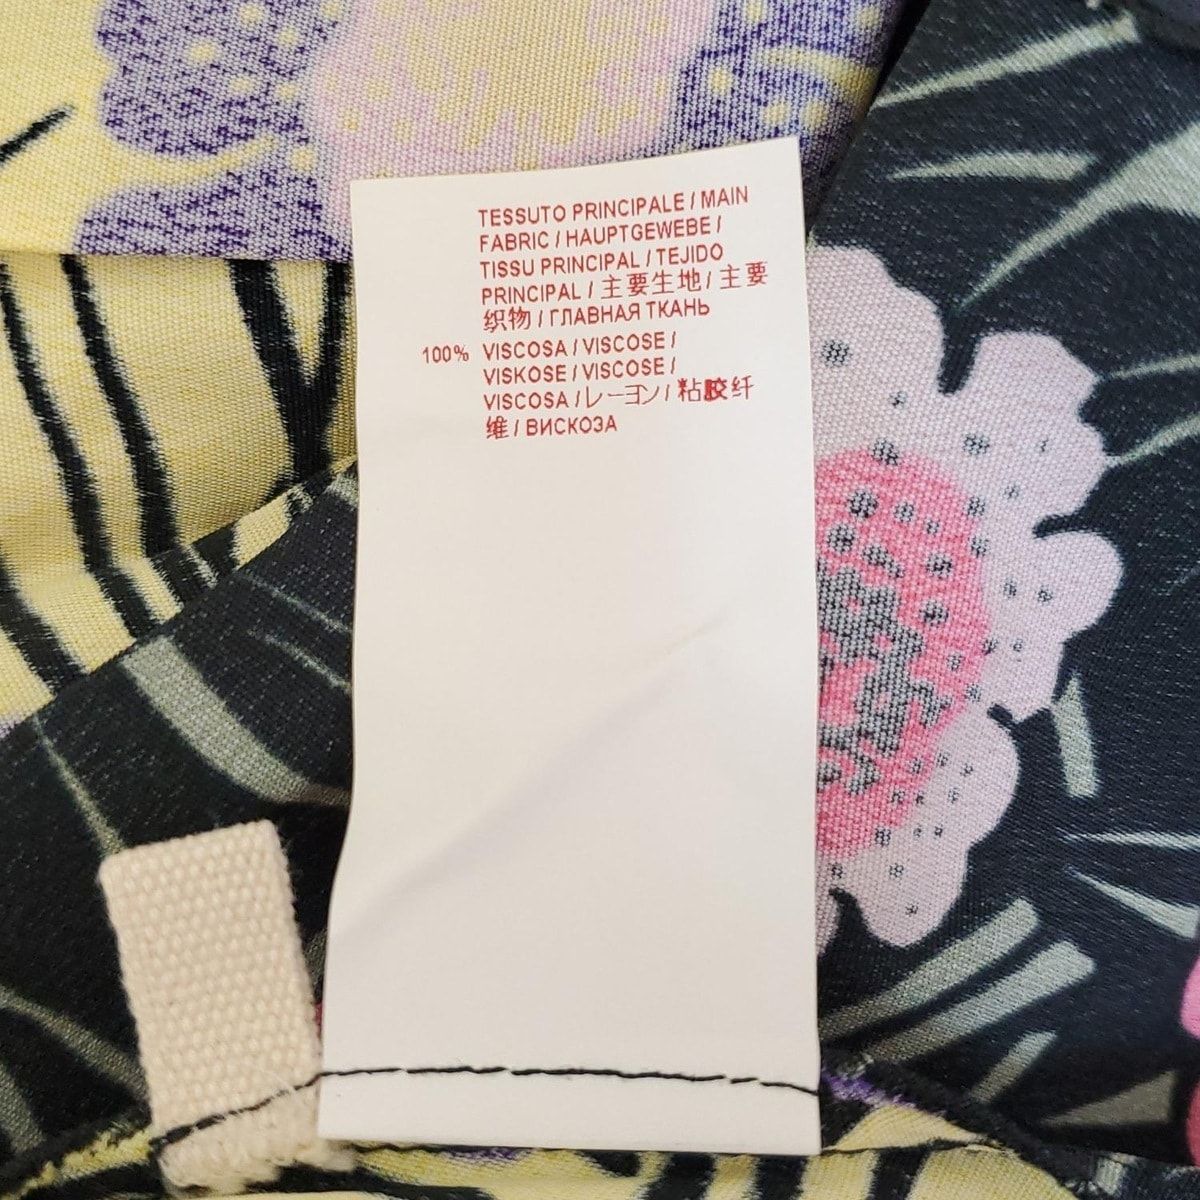 TESSUTO PRINCIPALE / MAIN
FABRIC / HAUPTGEWEBE /
TISSU PRINCIPAL / TEJIDO
PRINCIPAL / 主要生地 / 主要
织物 / ГЛАВНАЯ ТКАНЬ
100% VISCOSA / VISCOSE /
VISKOSE / VISCOSE /
VISCOSA / レーヨン / 粘胶纤
维 / ВИСКОЗА